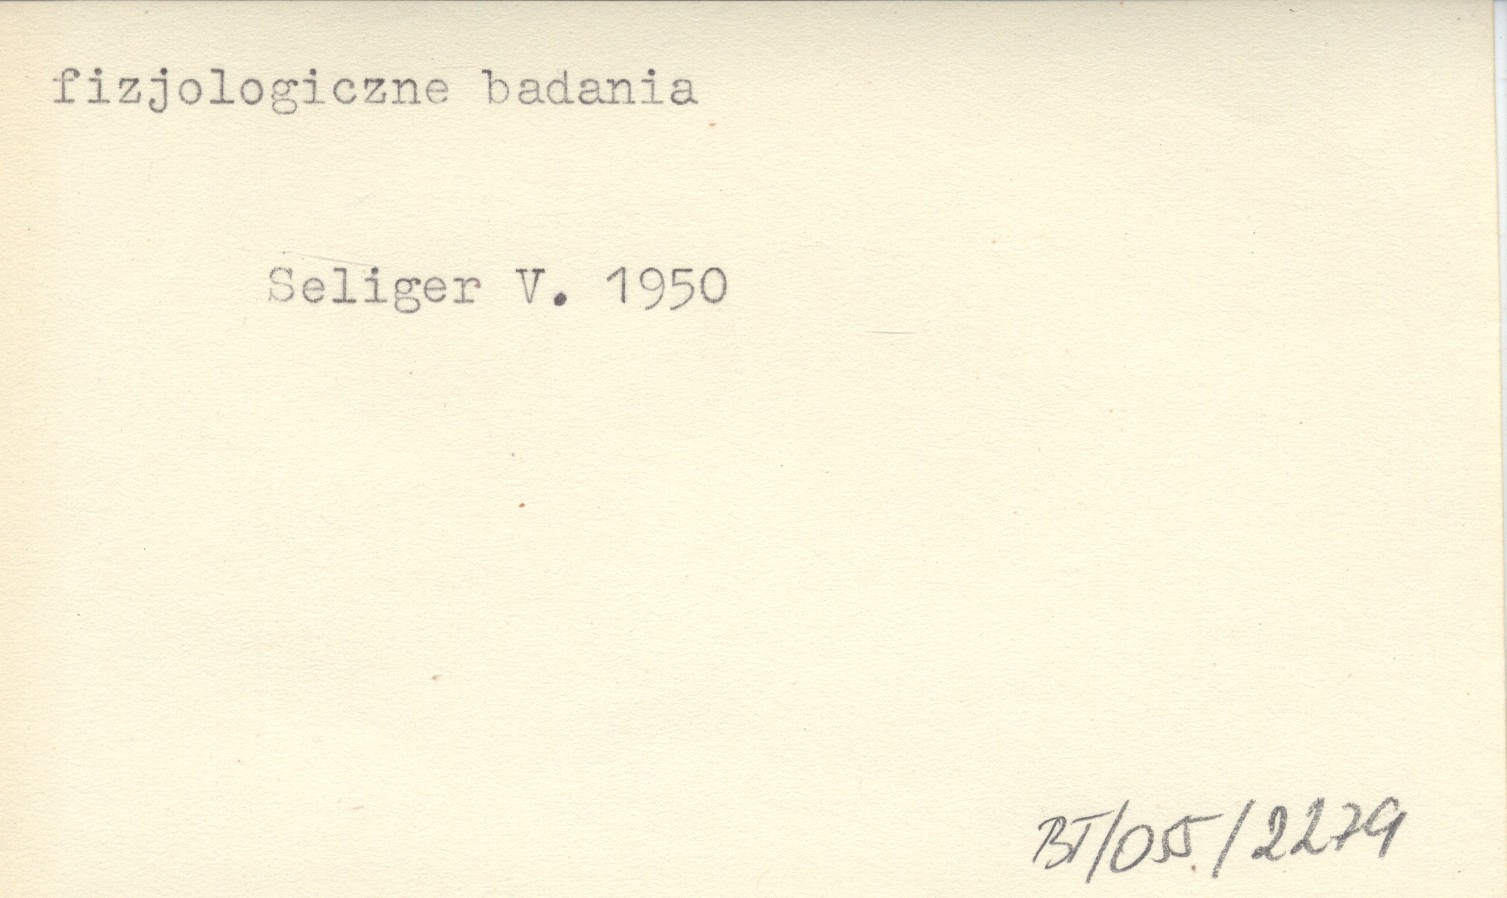 fizjologiczne badania
Seliger V. 1950
BT/055/2279